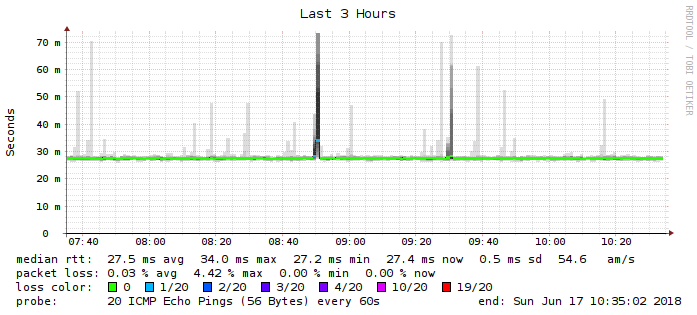 Last 3 Hours
RRDTOOL / TOBI OETIKER
Seconds
70 m
60 m
50 m
40 m
30 m
20 m
10 m
0
07:40 08:00 08:20 08:40 09:00 09:20 09:40 10:00 10:20
median rtt: 27.5 ms avg 34.0 ms max 27.2 ms min 27.4 ms now 0.5 ms sd 54.6 am/s
packet loss: 0.03 % avg 4.42 % max 0.00 % min 0.00 % now
loss color: 0 1/20 2/20 3/20 4/20 10/20 19/20
probe: 20 ICMP Echo Pings (56 Bytes) every 60s end: Sun Jun 17 10:35:02 2018